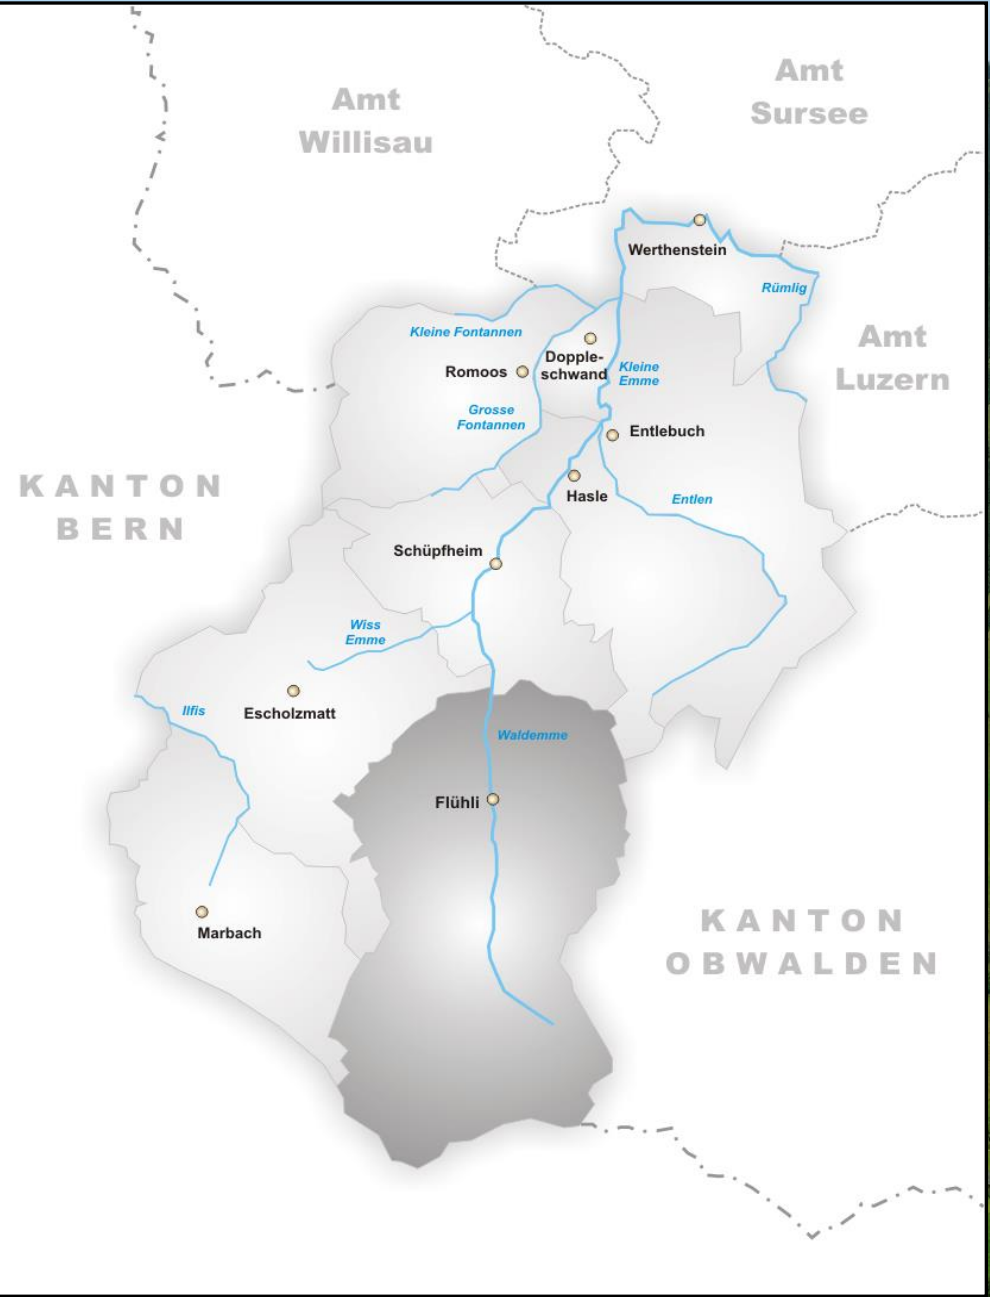 Amt
Willisau
Amt
Sursee
Werthenstein
Rümlig
Kleine Fontannen
Amt
Luzern
Romoos
Dopple-
schwand
Kleine
Emme
Grosse
Fontannen
Entlebuch
KANTON
BERN
Hasle
Entlen
Schüpfheim
Wiss
Emme
Ilfis
Escholzmatt
Waldemme
Flühli
Marbach
KANTON
OBWALDEN